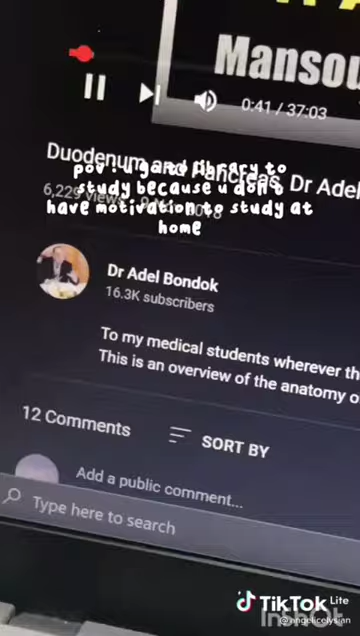 Mansou
0:41 / 37:03
Duodenum and Pancreas, Dr Adel
pov : u go to library to
study because u don't
have motivation to study at
home
6,229 views
Dr Adel Bondok
16.3K subscribers
To my medical students wherever th
This is an overview of the anatomy o
12 Comments
SORT BY
Add a public comment...
Type here to search
TikTok Lite
@angelicelysian